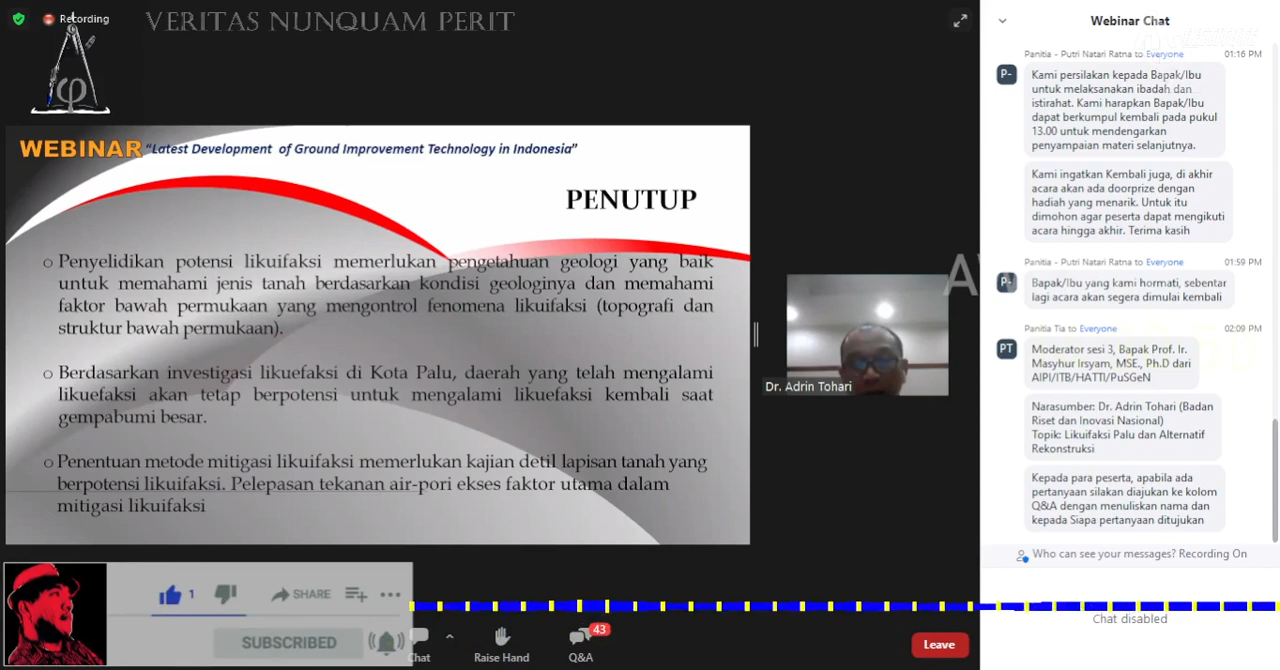 Recording
VERITAS NUNQUAM PERIT
WEBINAR "Latest Development of Ground Improvement Technology in Indonesia"
PENUTUP
o Penyelidikan potensi likuifaksi memerlukan pengetahuan geologi yang baik
untuk memahami jenis tanah berdasarkan kondisi geologinya dan memahami
faktor bawah permukaan yang mengontrol fenomena likuifaksi (topografi dan
struktur bawah permukaan).
o Berdasarkan investigasi likuefaksi di Kota Palu, daerah yang telah mengalami
likuefaksi akan tetap berpotensi untuk mengalami likuefaksi kembali saat
gempabumi besar.
o Penentuan metode mitigasi likuifaksi memerlukan kajian detil lapisan tanah yang
berpotensi likuifaksi. Pelepasan tekanan air-pori ekses faktor utama dalam
mitigasi likuifaksi
Dr. Adrin Tohari
1
SHARE
SUBSCRIBED
Chat
Raise Hand
43
Q&A
Leave
Webinar Chat
Panitia - Putri Natari Ratna to Everyone 01:16 PM
P-
Kami persilakan kepada Bapak/Ibu
untuk melaksanakan ibadah dan
istirahat. Kami harapkan Bapak/Ibu
dapat berkumpul kembali pada pukul
13.00 untuk mendengarkan
penyampaian materi selanjutnya.
Kami ingatkan Kembali juga, di akhir
acara akan ada doorprize dengan
hadiah yang menarik. Untuk itu
dimohon agar peserta dapat mengikuti
acara hingga akhir. Terima kasih
Panitia - Putri Natari Ratna to Everyone 01:59 PM
P-
Bapak/Ibu yang kami hormati, sebentar
lagi acara akan segera dimulai kembali
Panitia Tia to Everyone 02:09 PM
PT
Moderator sesi 3, Bapak Prof. Ir.
Masyhur Irsyam, MSE., Ph.D dari
AIPI/ITB/HATTI/PuSGeN
Narasumber: Dr. Adrin Tohari (Badan
Riset dan Inovasi Nasional)
Topik: Likuifaksi Palu dan Alternatif
Rekonstruksi
Kepada para peserta, apabila ada
pertanyaan silakan diajukan ke kolom
Q&A dengan menuliskan nama dan
kepada Siapa pertanyaan ditujukan
Who can see your messages? Recording On
Chat disabled